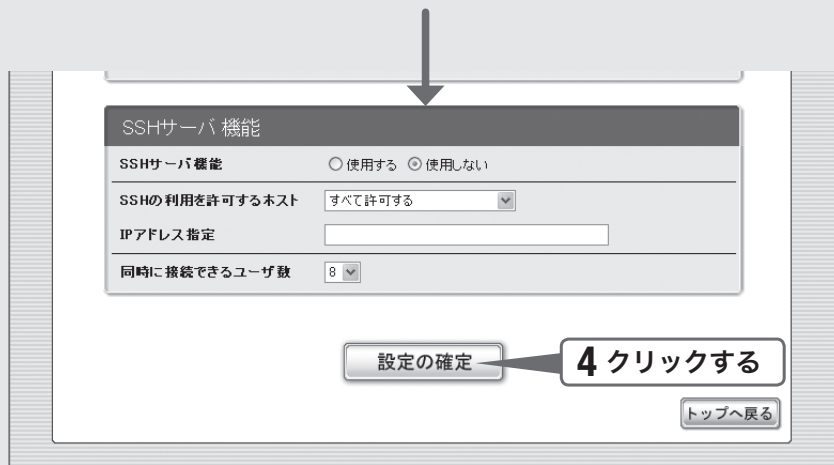 SSHサーバ 機能
SSHサーバ機能 使用する 使用しない
SSHの利用を許可するホスト すべて許可する
IPアドレス指定
同時に接続できるユーザ数 8
設定の確定 4 クリックする
トップへ戻る